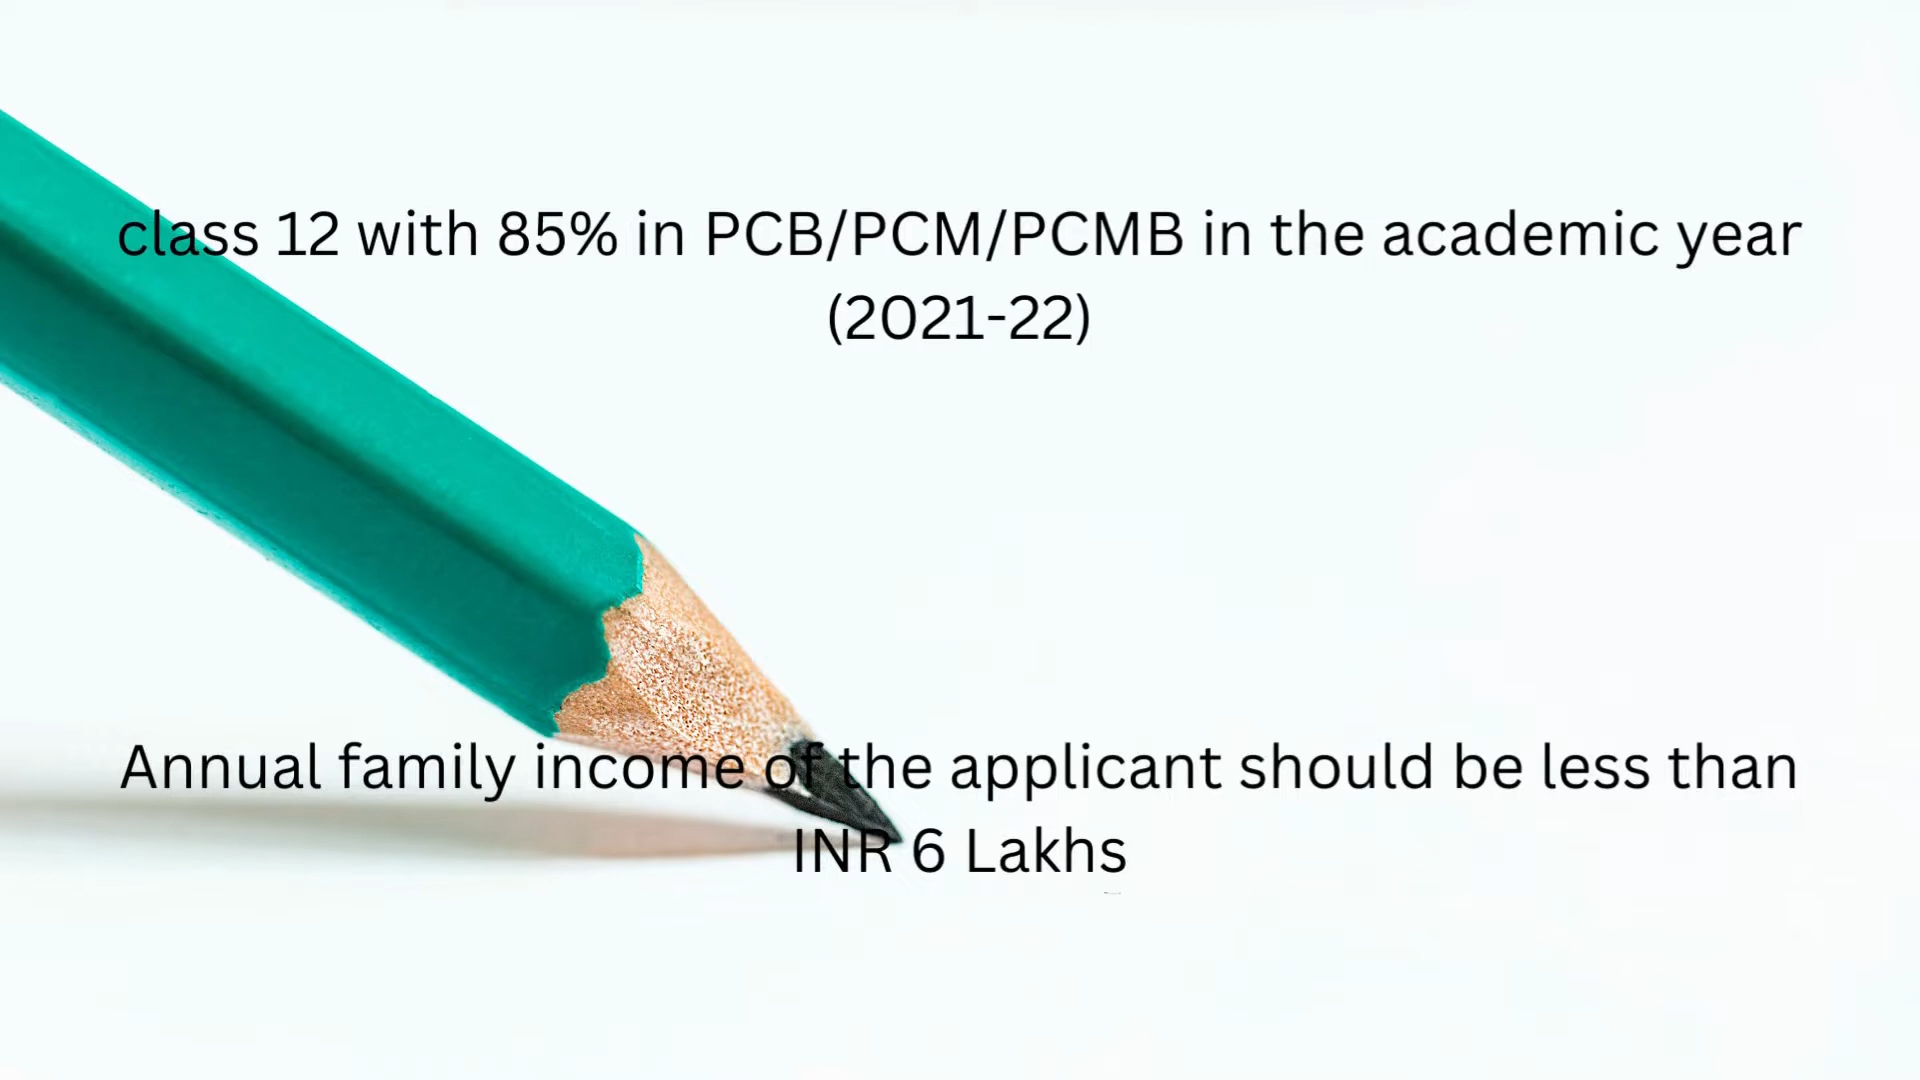 class 12 with 85% in PCB/PCM/PCMB in the academic year
(2021-22)
Annual family income of the applicant should be less than
INR 6 Lakhs